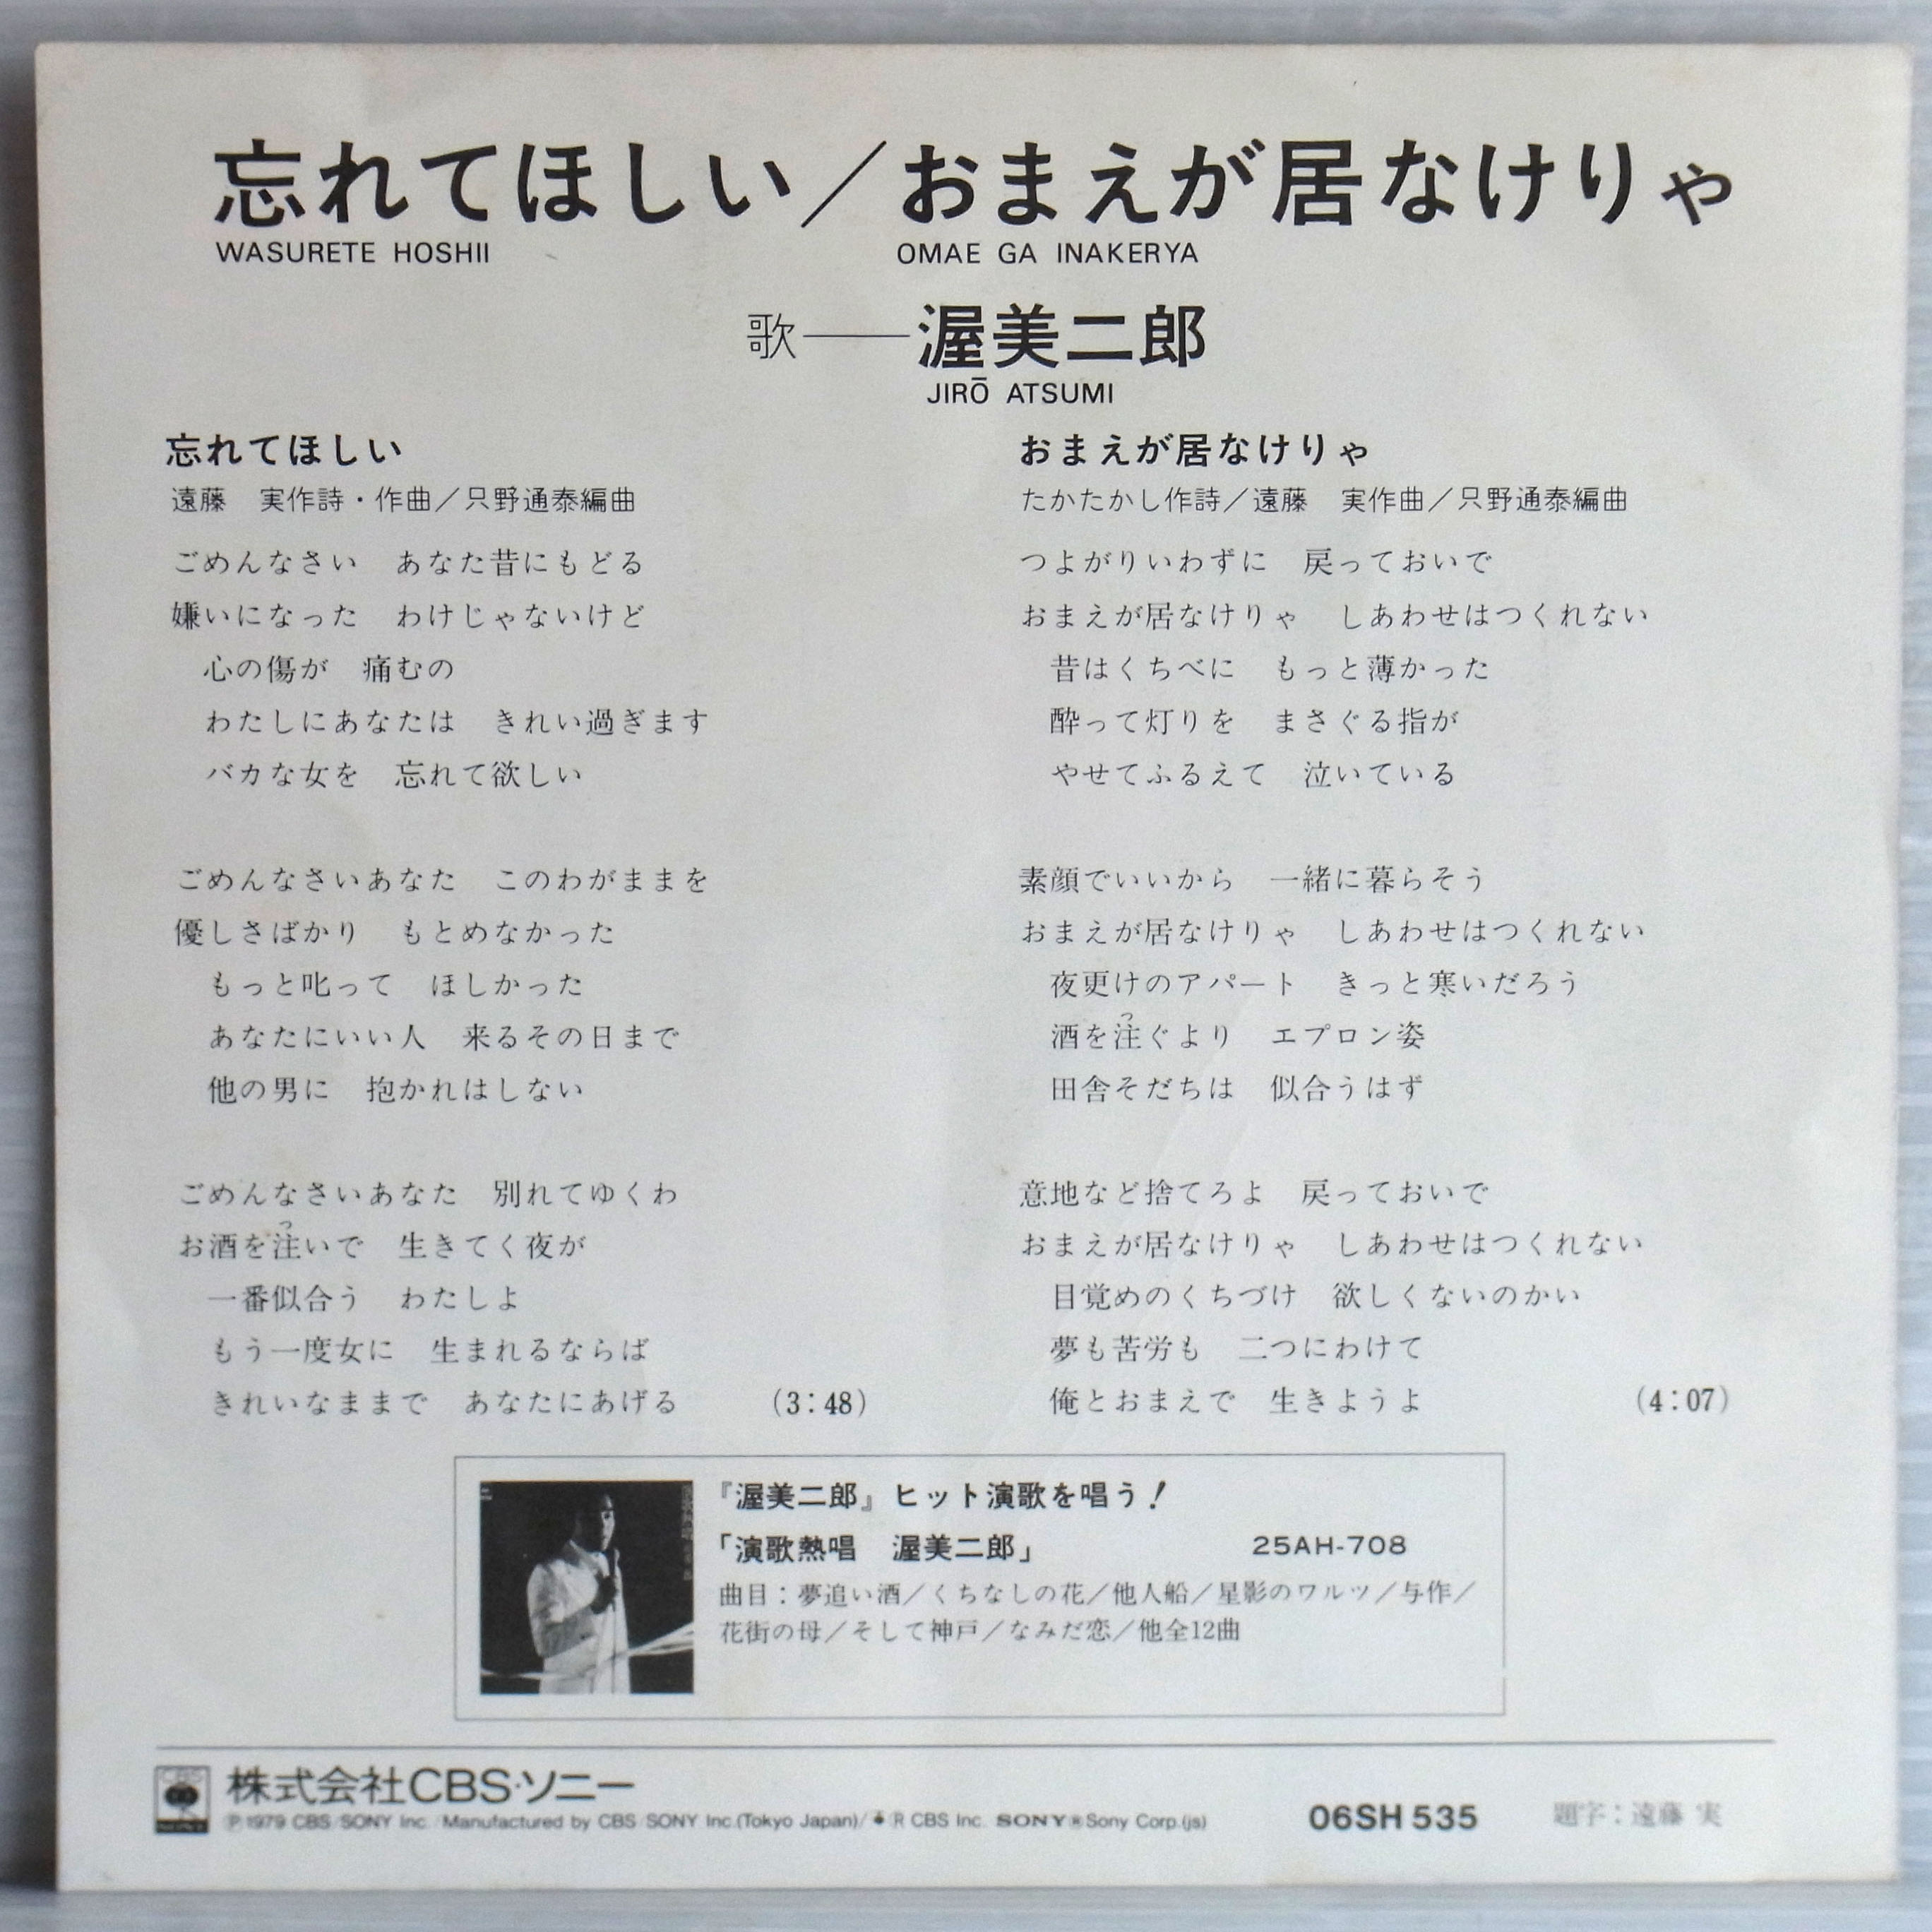 忘れてほしい／おまえが居なけりゃ
WASURETE HOSHII　OMAE GA INAKERYA
歌――渥美二郎
JIRŌ ATSUMI
忘れてほしい
遠藤　実作詩・作曲／只野通泰編曲
ごめんなさい　あなた昔にもどる
嫌いになった　わけじゃないけど
心の傷が　痛むの
わたしにあなたは　きれい過ぎます
バカな女を　忘れて欲しい
ごめんなさいあなた　このわがままを
優しさばかり　もとめなかった
もっと叱って　ほしかった
あなたにいい人　来るその日まで
他の男に　抱かれはしない
ごめんなさいあなた　別れてゆくわ
っ
お酒を注いで　生きてく夜が
一番似合う　わたしよ
もう一度女に　生まれるならば
きれいなままで　あなたにあげる　(3：48)
おまえが居なけりゃ
たかたかし作詩／遠藤　実作曲／只野通泰編曲
つよがりいわずに　戻っておいで
おまえが居なけりゃ　しあわせはつくれない
昔はくちべに　もっと薄かった
酔って灯りを　まさぐる指が
やせてふるえて　泣いている
素顔でいいから　一緒に暮らそう
おまえが居なけりゃ　しあわせはつくれない
夜更けのアパート　きっと寒いだろう
つ
酒を注ぐより　エプロン姿
田舎そだちは　似合うはず
意地など捨てろよ　戻っておいで
おまえが居なけりゃ　しあわせはつくれない
目覚めのくちづけ　欲しくないのかい
夢も苦労も　二つにわけて
俺とおまえで　生きようよ　(4：07)
『渥美二郎』ヒット演歌を唱う！
「演歌熱唱　渥美二郎」　25AH-708
曲目：夢追い酒／くちなしの花／他人船／星影のワルツ／与作／
花街の母／そして神戸／なみだ恋／他全12曲
CBS
株式会社CBS・ソニー
Ⓟ1979 CBS/SONY Inc./Manufactured by CBS/SONY Inc.(Tokyo Japan)/ ® CBS Inc. SONY® Sony Corp.(js)
06SH 535
題字：遠藤 実